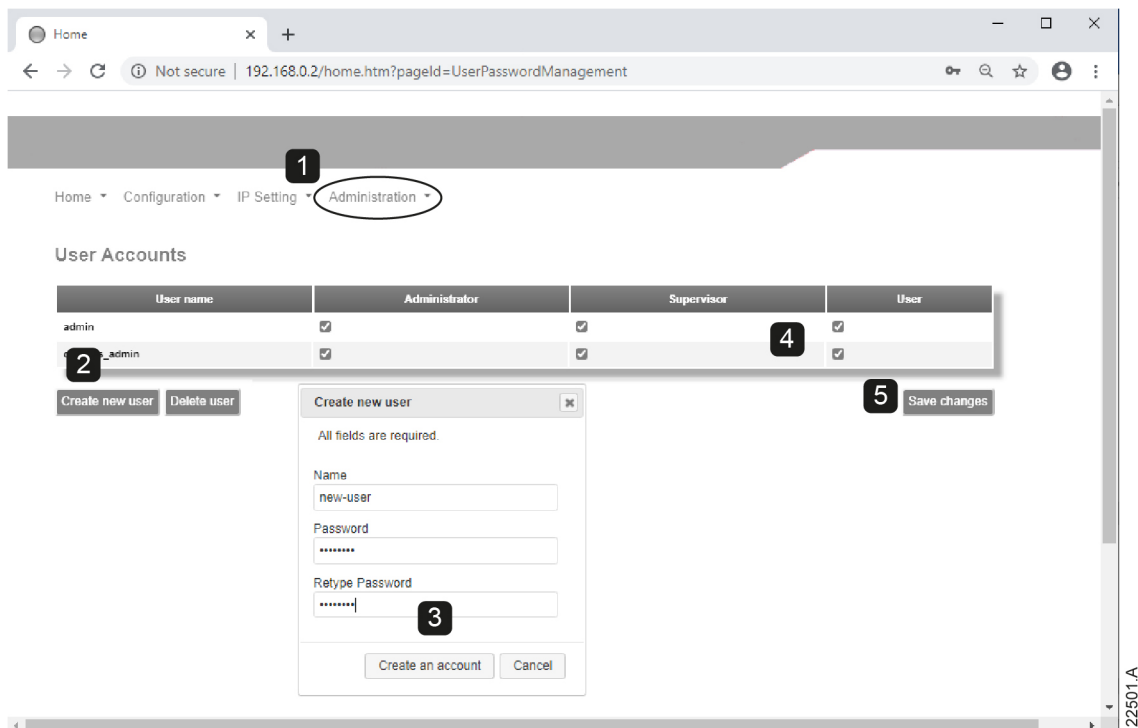 Home
Not secure | 192.168.0.2/home.htm?pageId=UserPasswordManagement
1
Home Configuration IP Setting Administration
User Accounts
User name Administrator Supervisor User
admin
4
_admin
2
Create new user Delete user
5
Save changes
Create new user
All fields are required.
Name
new-user
Password
••••••••
Retype Password
••••••••
3
Create an account Cancel
22501.A